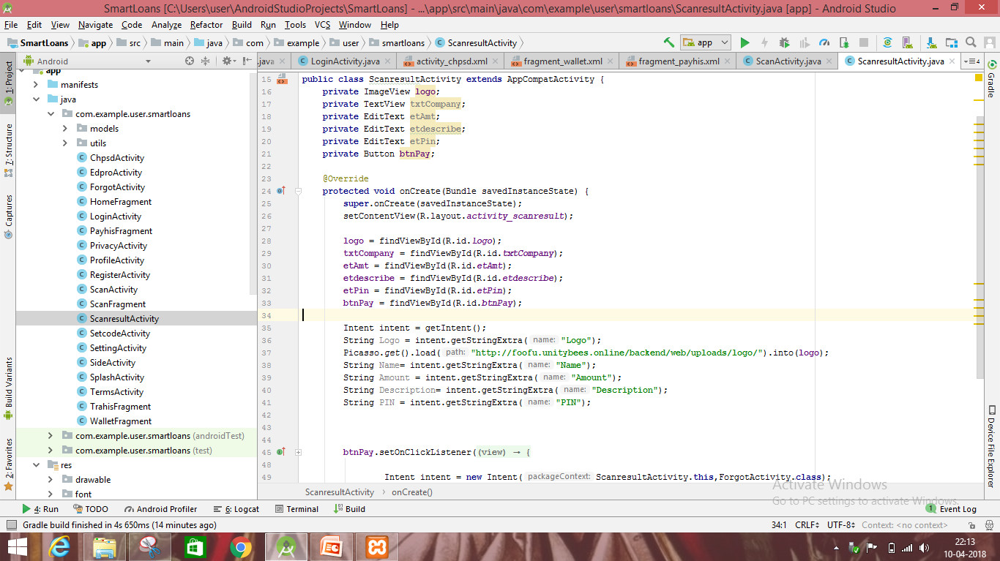 SmartLoans [C:\Users\user\AndroidStudioProjects\SmartLoans] - ...\app\src\main\java\com\example\user\smartloans\ScanresultActivity.java [app] - Android Studio
File Edit View Navigate Code Analyze Refactor Build Run Tools VCS Window Help
SmartLoans app src main java com example user smartloans ScanresultActivity
app
Android
.java LoginActivity.java activity_chpsd.xml fragment_wallet.xml fragment_payhis.xml ScanActivity.java ScanresultActivity.java 4
1: Project
7: Structure
Captures
Build Variants
2: Favorites
app
manifests
java
com.example.user.smartloans
models
utils
ChpsdActivity
EdproActivity
ForgotActivity
HomeFragment
LoginActivity
PayhisFragment
PrivacyActivity
ProfileActivity
RegisterActivity
ScanActivity
ScanFragment
ScanresultActivity
SetcodeActivity
SettingActivity
SideActivity
SplashActivity
TermsActivity
TrahisFragment
WalletFragment
com.example.user.smartloans (androidTest)
com.example.user.smartloans (test)
res
drawable
font
15 public class ScanresultActivity extends AppCompatActivity {
16 private ImageView logo;
17 private TextView txtCompany;
18 private EditText etAmt;
19 private EditText etdescribe;
20 private EditText etPin;
21 private Button btnPay;
22
23 @Override
24 protected void onCreate(Bundle savedInstanceState) {
25 super.onCreate(savedInstanceState);
26 setContentView(R.layout.activity_scanresult);
27
28 logo = findViewById(R.id.logo);
29 txtCompany = findViewById(R.id.txtCompany);
30 etAmt = findViewById(R.id.etAmt);
31 etdescribe = findViewById(R.id.etdescribe);
32 etPin = findViewById(R.id.etPin);
33 btnPay = findViewById(R.id.btnPay);
34
35 Intent intent = getIntent();
36 String Logo = intent.getStringExtra( name: "Logo");
37 Picasso.get().load( path: "http://foofu.unitybees.online/backend/web/uploads/logo/").into(logo);
38 String Name= intent.getStringExtra( name: "Name");
39 String Amount = intent.getStringExtra( name: "Amount");
40 String Description= intent.getStringExtra( name: "Description");
41 String PIN = intent.getStringExtra( name: "PIN");
42
43
44
45 btnPay.setOnClickListener((view) → {
48
49 Intent intent = new Intent( packageContext: ScanresultActivity.this,ForgotActivity.class);
ScanresultActivity onCreate()
Gradle
Device File Explorer
Activate Windows
Go to PC settings to activate Windows.
4: Run TODO Android Profiler 6: Logcat Terminal Build 1 Event Log
Gradle build finished in 4s 650ms (14 minutes ago) 34:1 CRLF UTF-8 Context: <no context>
22:13
10-04-2018